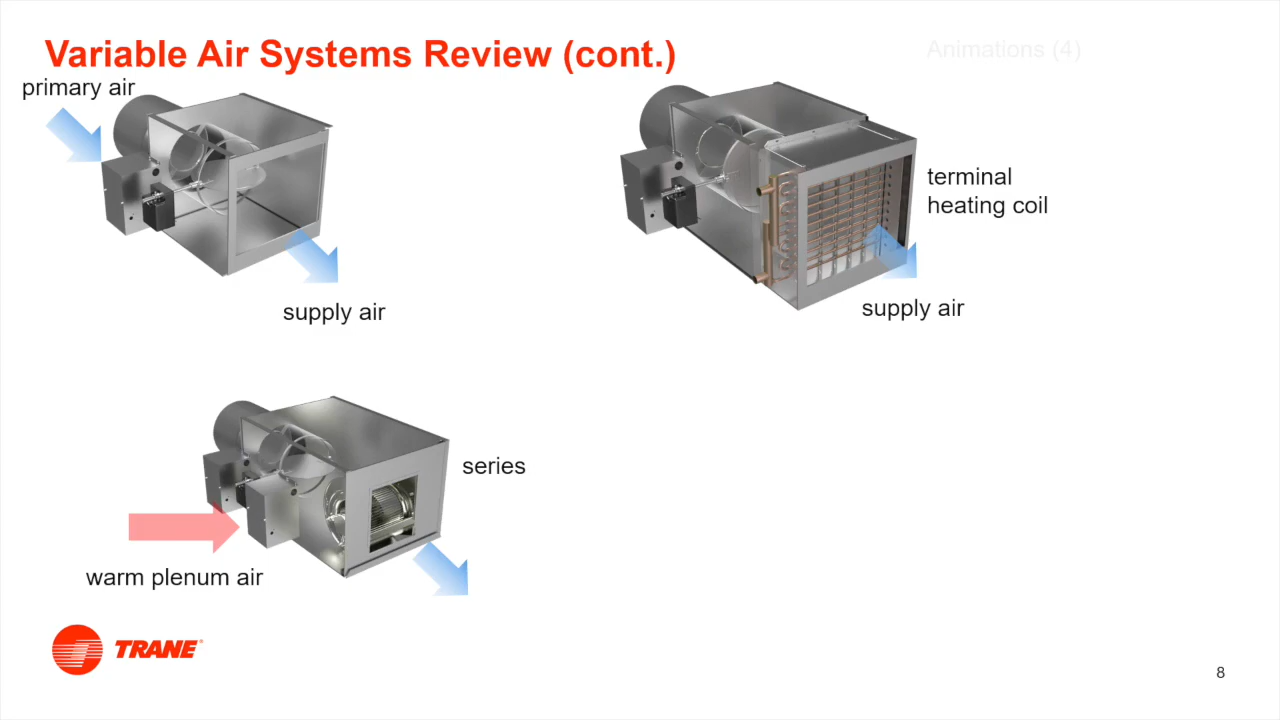 Variable Air Systems Review (cont.)
Animations (4)
primary air
supply air
terminal
heating coil
supply air
series
warm plenum air
TRANE
8